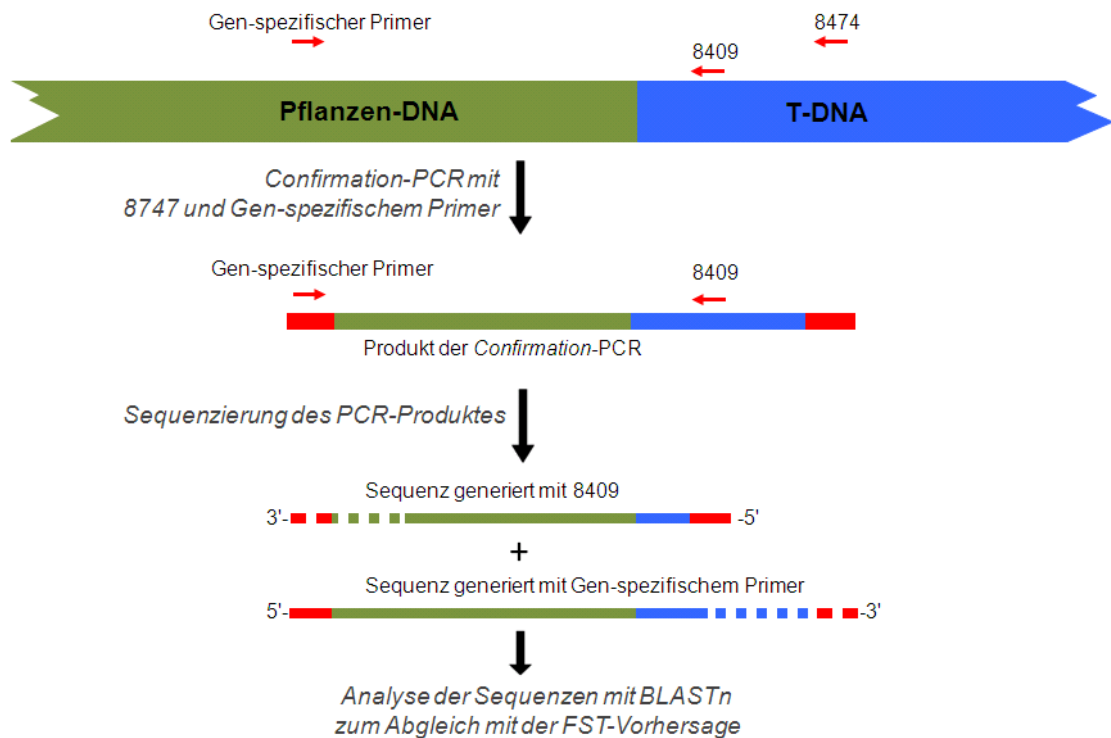 Gen-spezifischer Primer
8474
8409
Pflanzen-DNA
T-DNA
Confirmation-PCR mit
8747 und Gen-spezifischem Primer
Gen-spezifischer Primer
8409
Produkt der Confirmation-PCR
Sequenzierung des PCR-Produktes
Sequenz generiert mit 8409
3'-
-5'
+
Sequenz generiert mit Gen-spezifischem Primer
5'-
-3'
Analyse der Sequenzen mit BLASTn
zum Abgleich mit der FST-Vorhersage